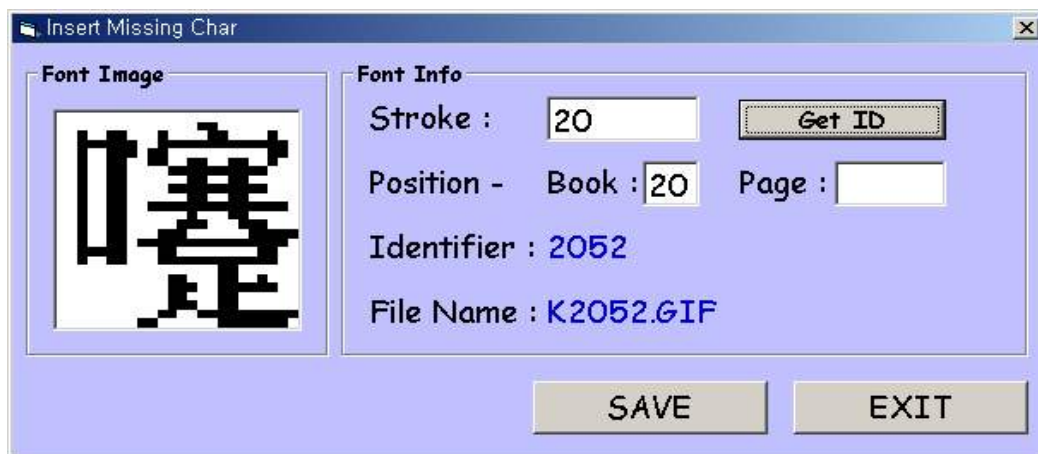 Insert Missing Char
Font Image
Font Info
Stroke : 20 Get ID
Position - Book : 20 Page :
Identifier : 2052
File Name : K2052.GIF
SAVE EXIT